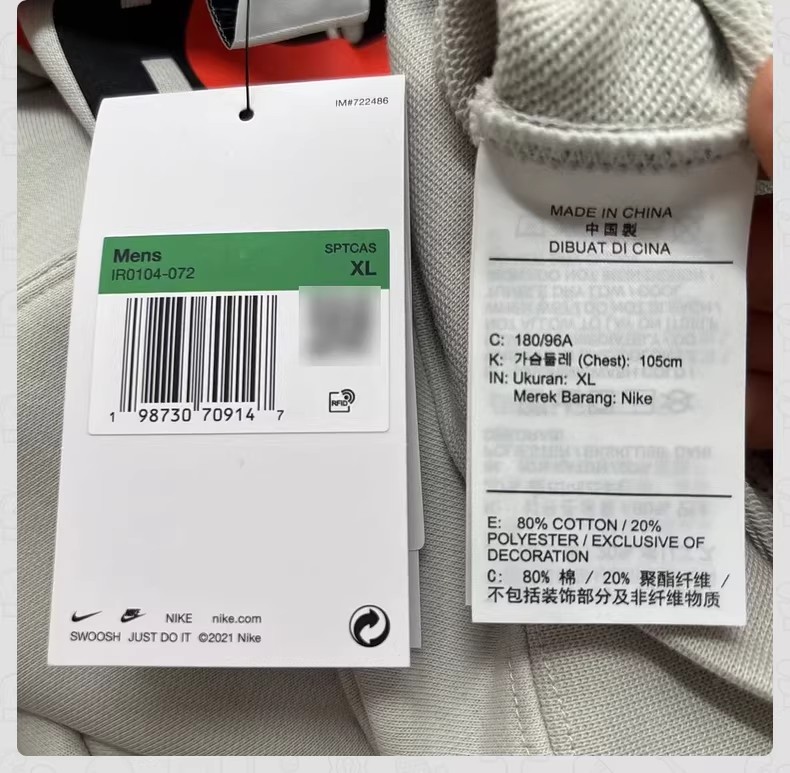 IM#722486
Mens
SPTCAS
IR0104-072
XL
RFID
1 98730 70914 7
NIKE nike.com
SWOOSH JUST DO IT ©2021 Nike
MADE IN CHINA
中国製
DIBUAT DI CINA
C: 180/96A
K: 가슴둘레 (Chest): 105cm
IN: Ukuran: XL
Merek Barang: Nike
E: 80% COTTON / 20%
POLYESTER / EXCLUSIVE OF
DECORATION
C: 80% 棉 / 20% 聚酯纤维 /
不包括装饰部分及非纤维物质